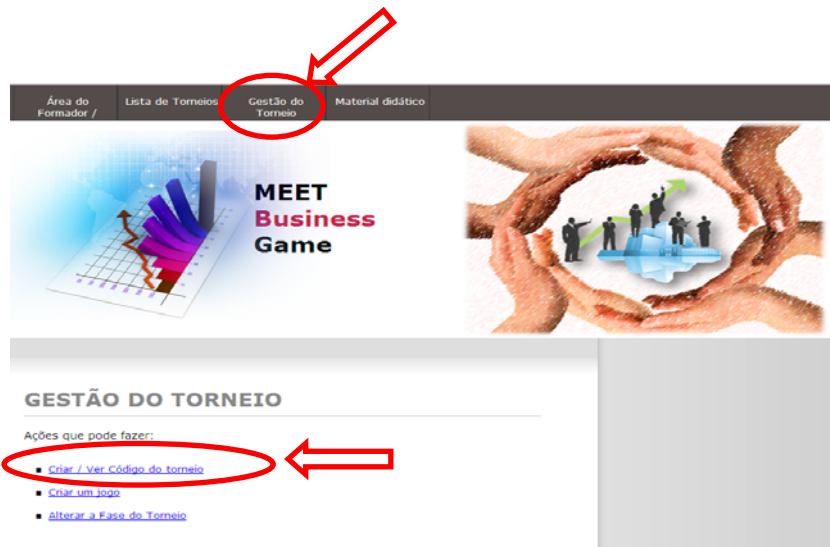 Área do
Formador /
Lista de Torneios
Gestão do
Torneio
Material didático
MEET
Business
Game
GESTÃO DO TORNEIO
Ações que pode fazer:
Criar / Ver Código do torneio
Criar um jogo
Alterar a Fase do Torneio